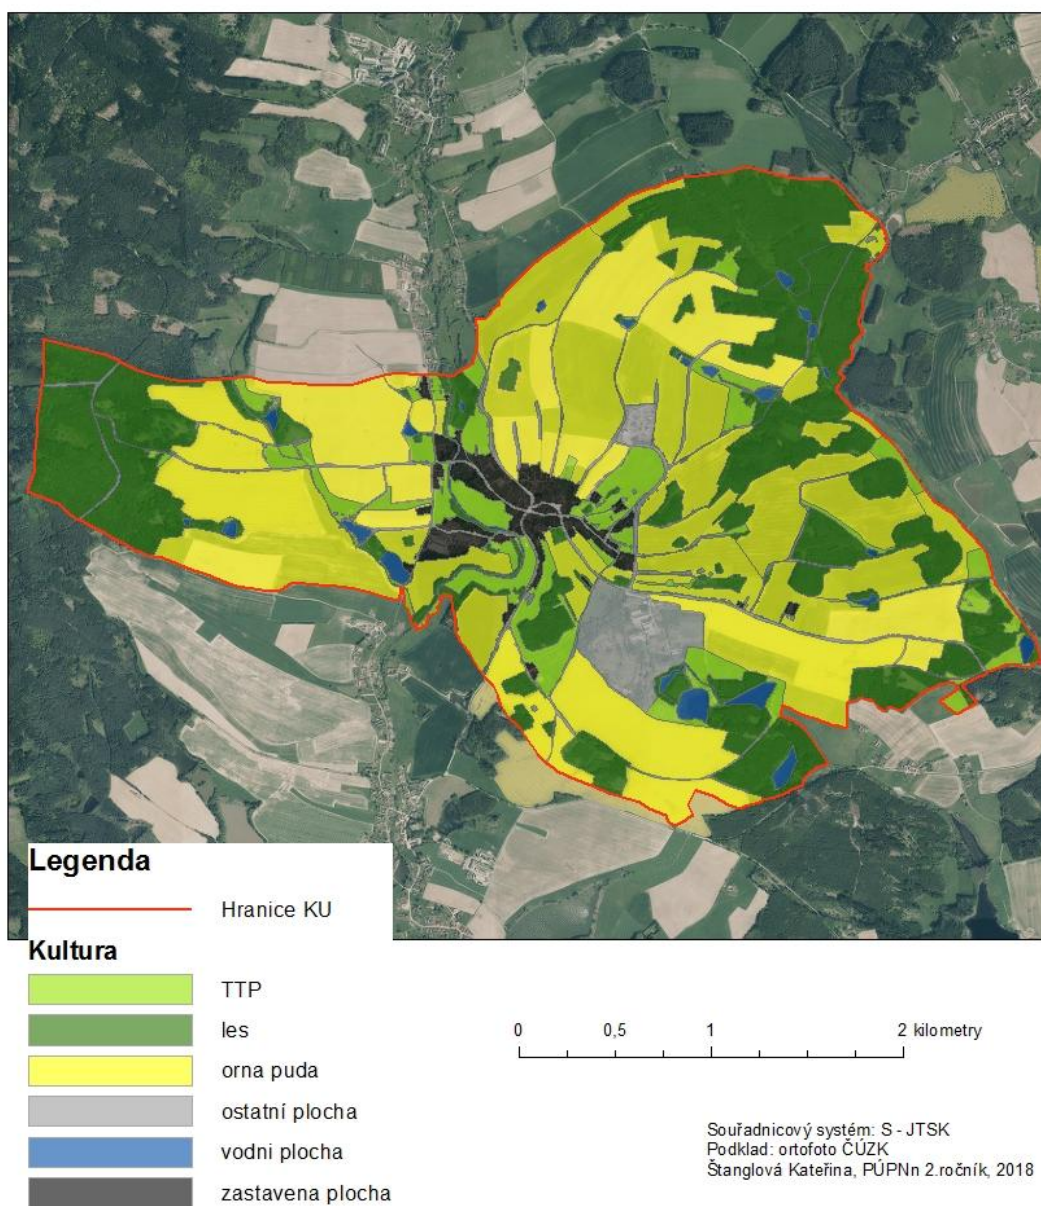 Legenda
Hranice KU
Kultura
TTP
les
orna puda
ostatní plocha
vodni plocha
zastavena plocha
0 0,5 1 2 kilometry
Souřadnicový systém: S - JTSK
Podklad: ortofoto ČÚZK
Štanglová Kateřina, PÚPNn 2.ročník, 2018